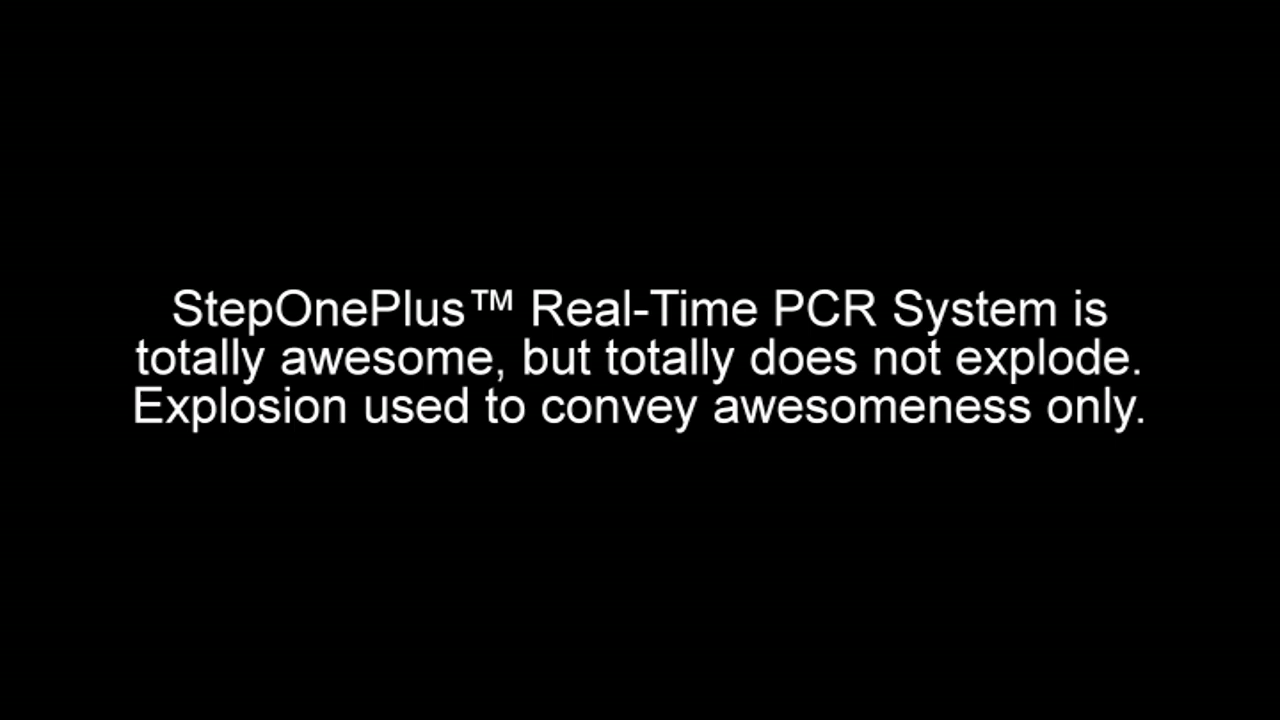 StepOnePlus™ Real-Time PCR System is
totally awesome, but totally does not explode.
Explosion used to convey awesomeness only.